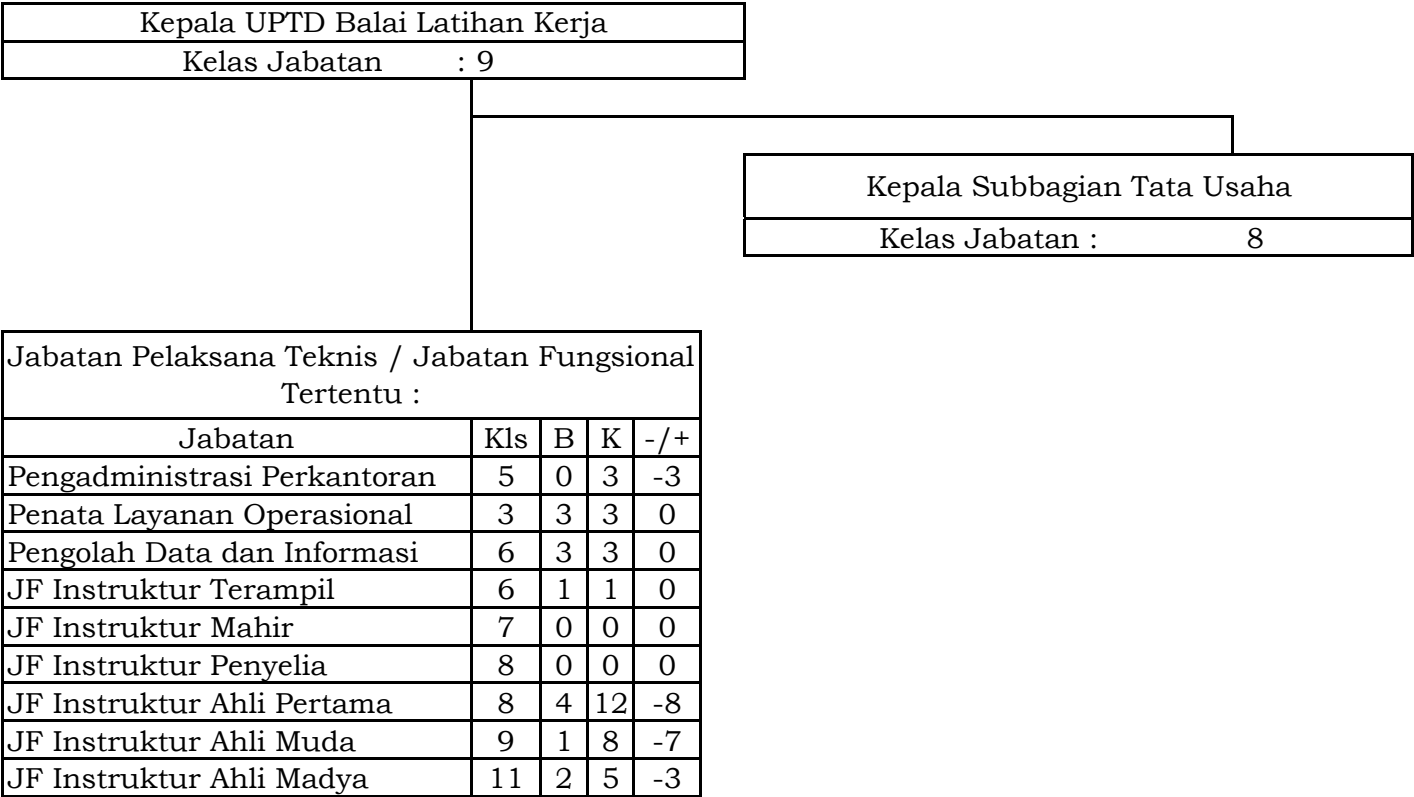 Kepala UPTD Balai Latihan Kerja
Kelas Jabatan : 9
Kepala Subbagian Tata Usaha
Kelas Jabatan : 8
Jabatan Pelaksana Teknis / Jabatan Fungsional
Tertentu :
Jabatan Kls B K -/+
Pengadministrasi Perkantoran 5 0 3 -3
Penata Layanan Operasional 3 3 3 0
Pengolah Data dan Informasi 6 3 3 0
JF Instruktur Terampil 6 1 1 0
JF Instruktur Mahir 7 0 0 0
JF Instruktur Penyelia 8 0 0 0
JF Instruktur Ahli Pertama 8 4 12 -8
JF Instruktur Ahli Muda 9 1 8 -7
JF Instruktur Ahli Madya 11 2 5 -3